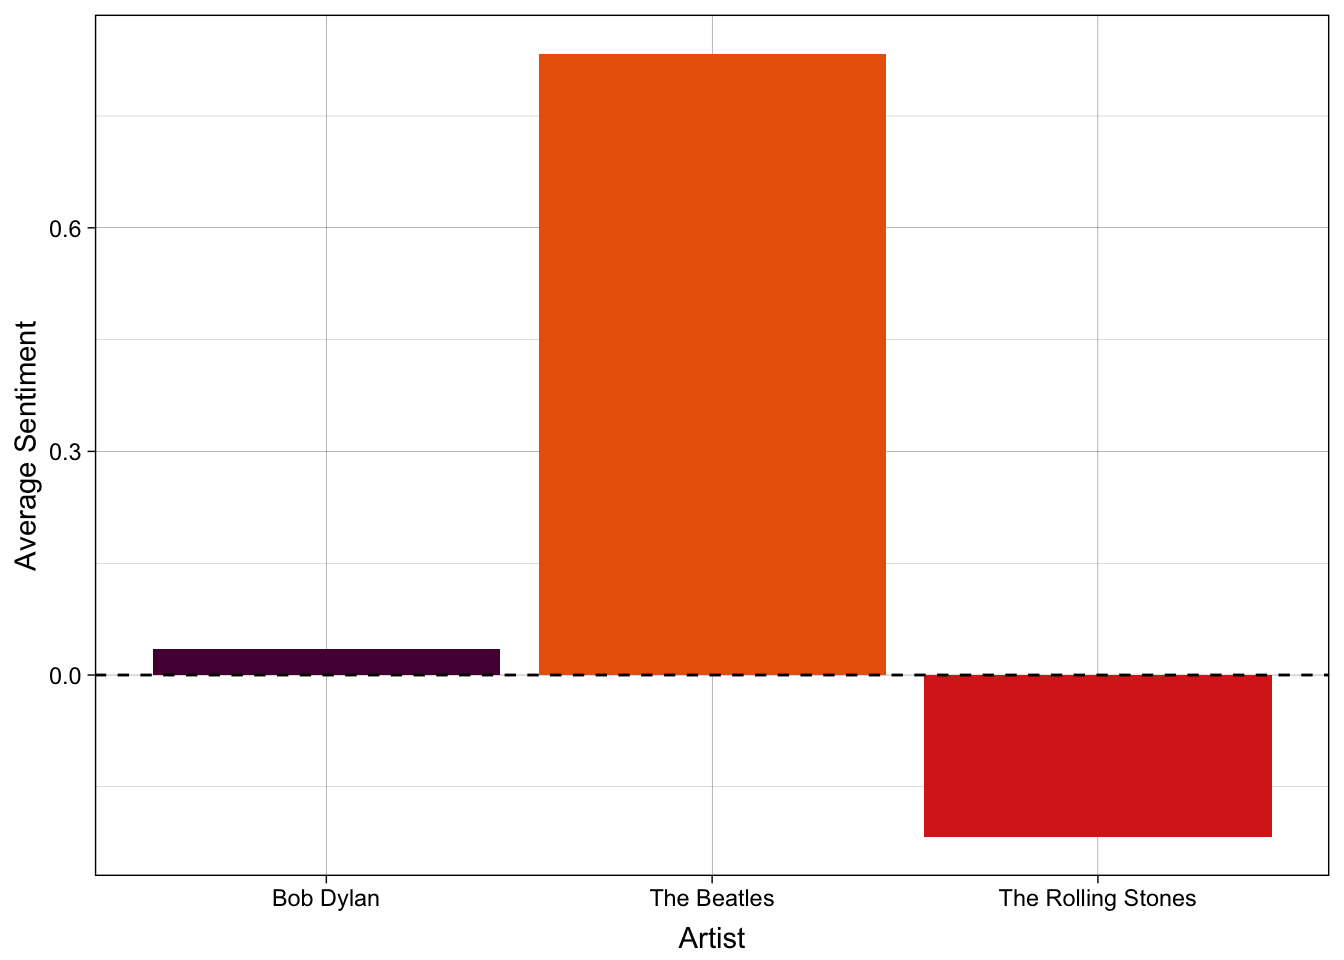 Average Sentiment
0.6
0.3
0.0
Bob Dylan
The Beatles
The Rolling Stones
Artist